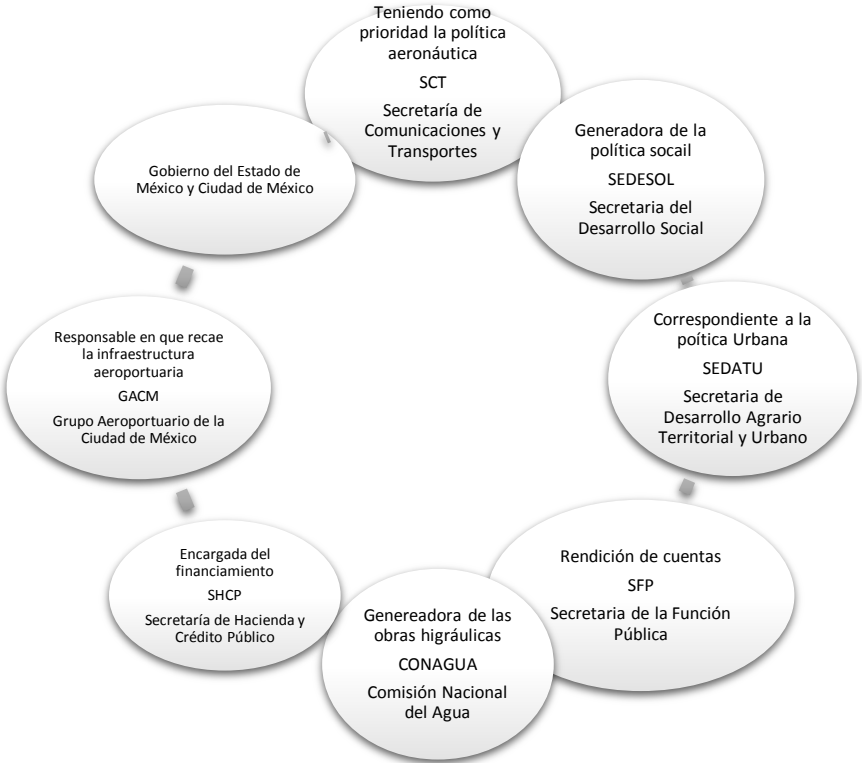 Teniendo como
prioridad la política
aeronáutica
SCT
Secretaría de
Comunicaciones y
Transportes
Generadora de la
política socail
SEDESOL
Secretaria del
Desarrollo Social
Correspondiente a la
poítica Urbana
SEDATU
Secretaria de
Desarrollo Agrario
Territorial y Urbano
Rendición de cuentas
SFP
Secretaria de la Función
Pública
Genereadora de las
obras higráulicas
CONAGUA
Comisión Nacional
del Agua
Encargada del
financiamiento
SHCP
Secretaría de Hacienda y
Crédito Público
Responsable en que recae
la infraestructura
aeroportuaria
GACM
Grupo Aeroportuario de la
Ciudad de México
Gobierno del Estado de
México y Ciudad de México